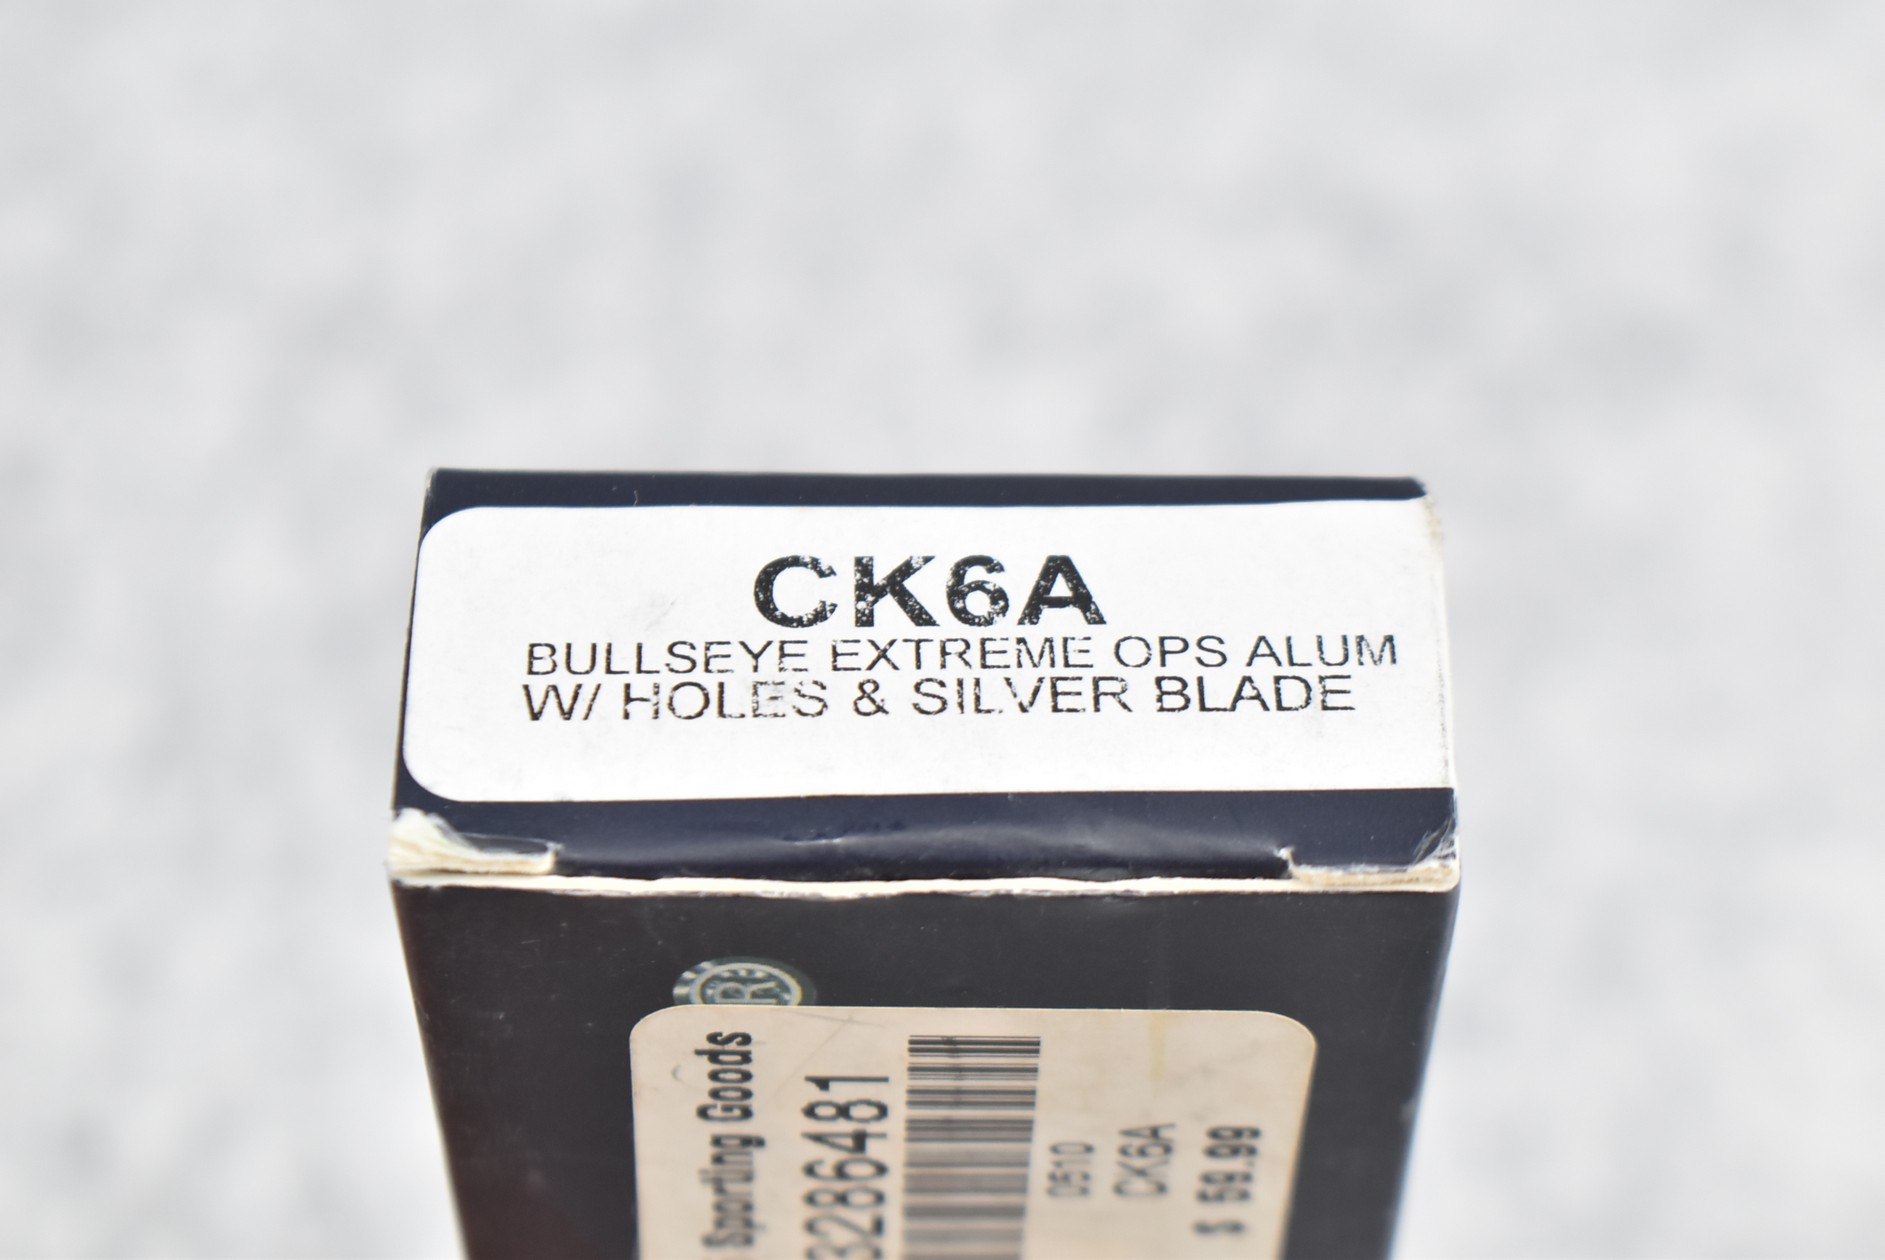 CK6A
BULLSEYE EXTREME OPS ALUM
W/ HOLES & SILVER BLADE
R
Sporting Goods
3286481
0510
CK6A
$ 59.99